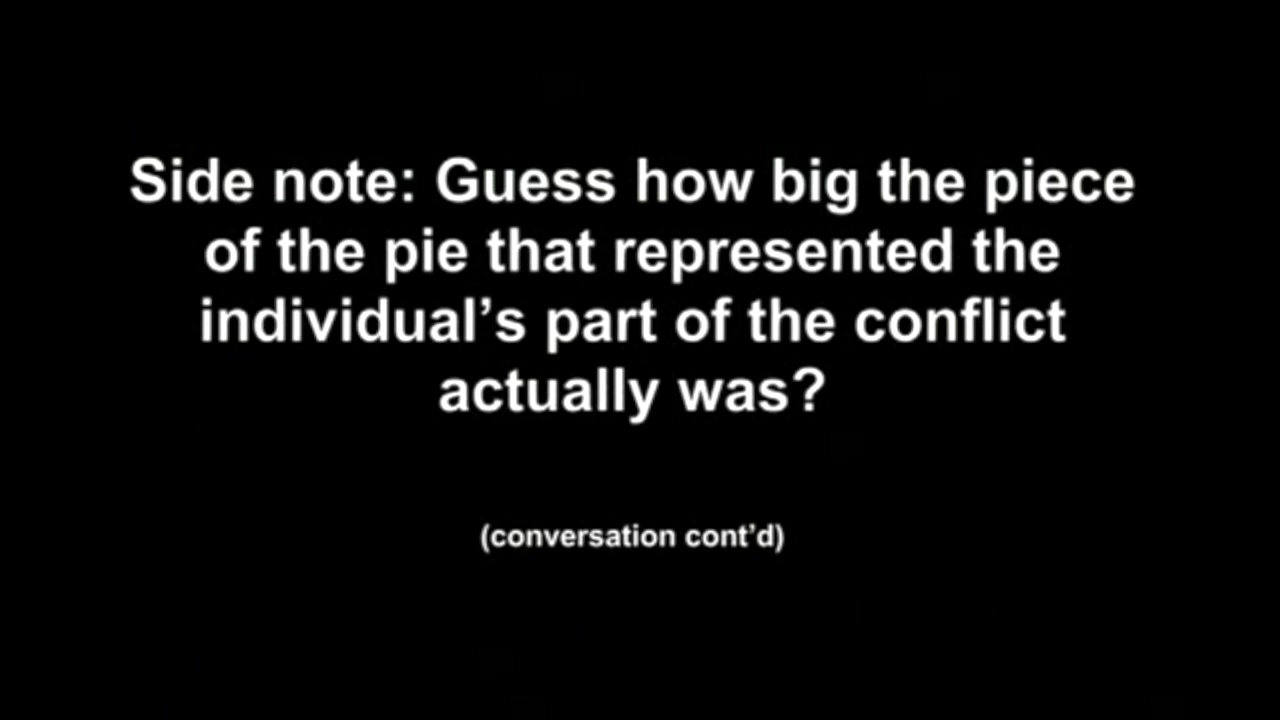 Side note: Guess how big the piece
of the pie that represented the
individual’s part of the conflict
actually was?
(conversation cont’d)